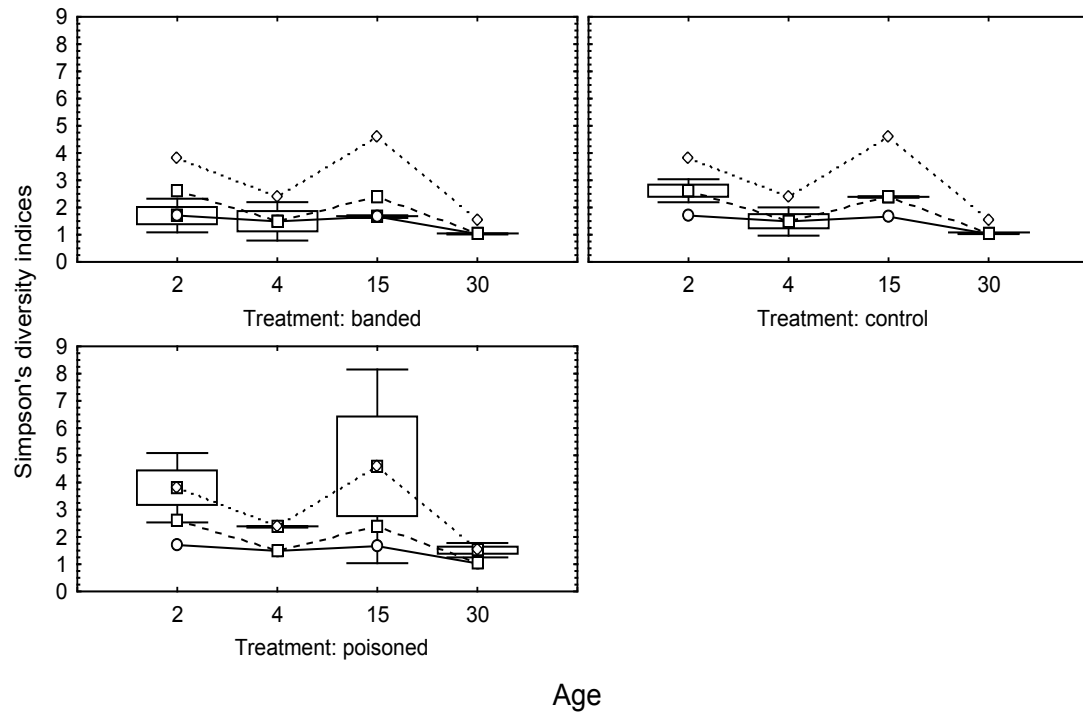 Simpson's diversity indices
9
8
7
6
5
4
3
2
1
0
2 4 15 30
Treatment: banded
2 4 15 30
Treatment: control
9
8
7
6
5
4
3
2
1
0
2 4 15 30
Treatment: poisoned
Age